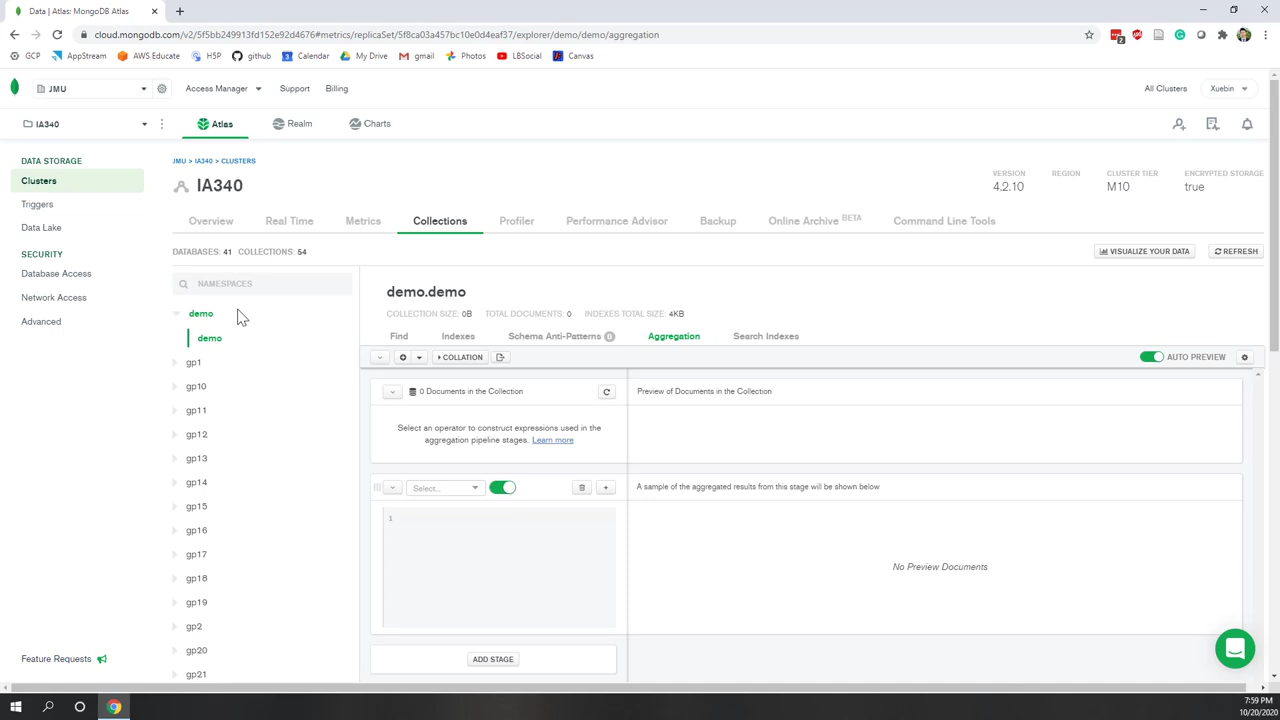 Data | Atlas: MongoDB Atlas
cloud.mongodb.com/v2/5f5bb249913fd152e92d4676#metrics/replicaSet/5f8ca03a457bc10e0d4eaf37/explorer/demo/demo/aggregation
GCP AppStream AWS Educate H5P github Calendar My Drive gmail Photos LBSocial Canvas
JMU Access Manager Support Billing All Clusters Xuebin
IA340 Atlas Realm Charts
DATA STORAGE
Clusters
Triggers
Data Lake
SECURITY
Database Access
Network Access
Advanced
Feature Requests
JMU > IA340 > CLUSTERS
IA340
VERSION REGION CLUSTER TIER ENCRYPTED STORAGE
4.2.10 M10 true
Overview Real Time Metrics Collections Profiler Performance Advisor Backup Online Archive BETA Command Line Tools
DATABASES: 41 COLLECTIONS: 54
VISUALIZE YOUR DATA REFRESH
NAMESPACES
demo
demo
gp1
gp10
gp11
gp12
gp13
gp14
gp15
gp16
gp17
gp18
gp19
gp2
gp20
gp21
demo.demo
COLLECTION SIZE: 0B TOTAL DOCUMENTS: 0 INDEXES TOTAL SIZE: 4KB
Find Indexes Schema Anti-Patterns 0 Aggregation Search Indexes
COLLATION AUTO PREVIEW
0 Documents in the Collection Preview of Documents in the Collection
Select an operator to construct expressions used in the
aggregation pipeline stages. Learn more
Select... A sample of the aggregated results from this stage will be shown below
1
No Preview Documents
ADD STAGE
7:59 PM
10/20/2020